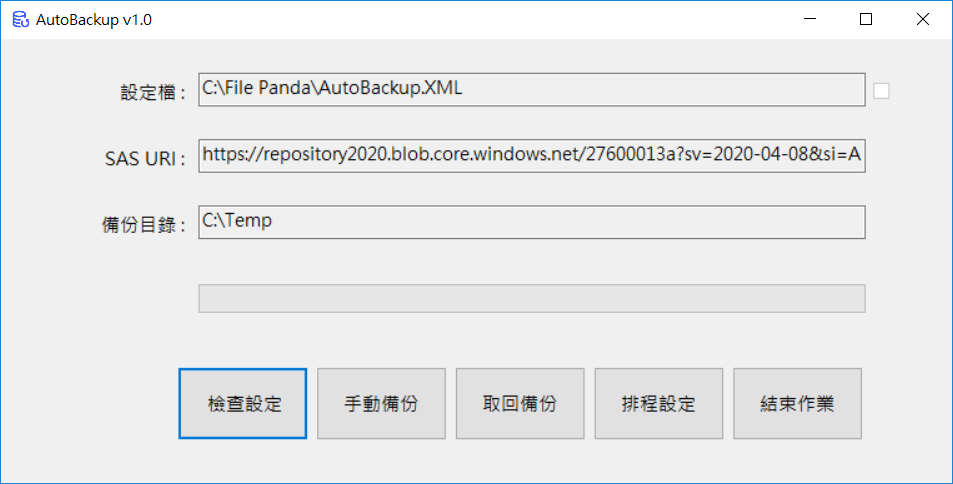 AutoBackup v1.0
設定檔 : C:\File Panda\AutoBackup.XML
SAS URI : https://repository2020.blob.core.windows.net/27600013a?sv=2020-04-08&si=A
備份目錄 : C:\Temp
檢查設定 手動備份 取回備份 排程設定 結束作業